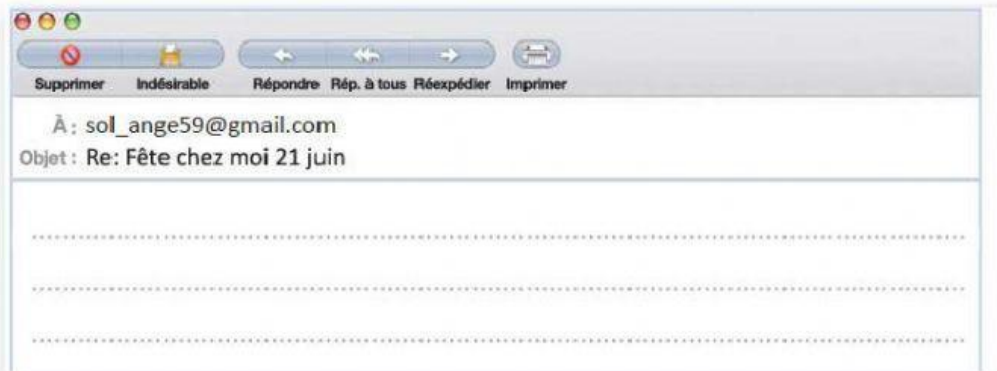 Supprimer Indésirable Répondre Rép. à tous Réexpédier Imprimer
À : sol_ange59@gmail.com
Objet : Re: Fête chez moi 21 juin